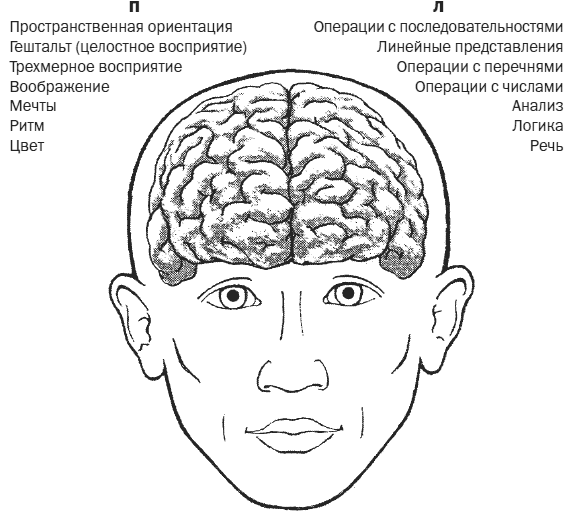 П
Пространственная ориентация
Гештальт (целостное восприятие)
Трехмерное восприятие
Воображение
Мечты
Ритм
Цвет
Л
Операции с последовательностями
Линейные представления
Операции с перечнями
Операции с числами
Анализ
Логика
Речь